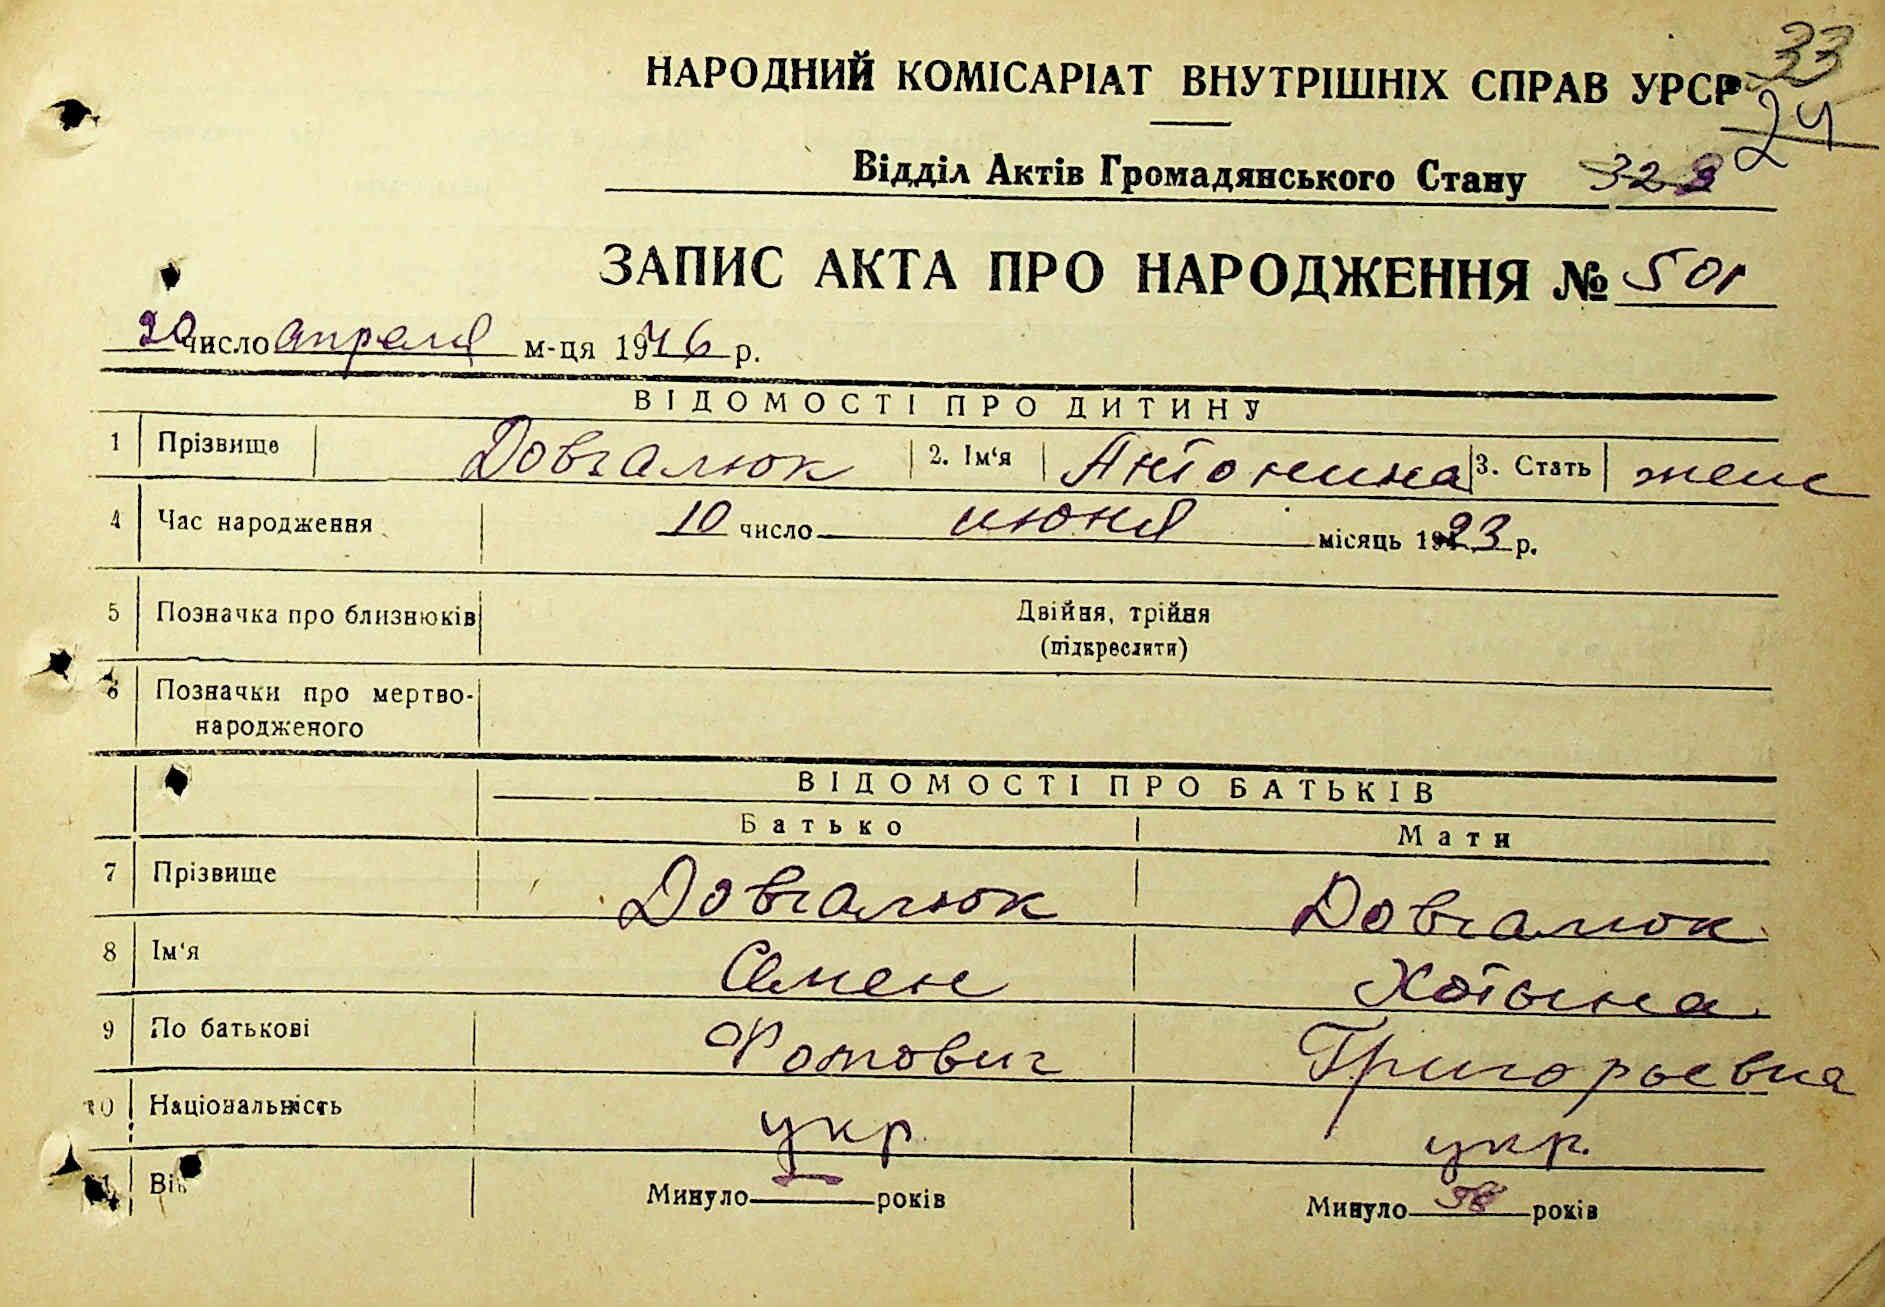 33
НАРОДНИЙ КОМІСАРІАТ ВНУТРІШНІХ СПРАВ УРСР
24
Відділ Актів Громадянського Стану 323
ЗАПИС АКТА ПРО НАРОДЖЕННЯ № 501
20 число апреля м-ця 1946 р.
ВІДОМОСТІ ПРО ДИТИНУ
1 Прізвище Довгалюк 2. Ім‘я Антонина 3. Стать женс
4 Час народження 10 число июня місяць 1923 р.
5 Позначка про близнюків Двійня, трійня
(підкреслити)
6 Позначки про мертво-
народженого
ВІДОМОСТІ ПРО БАТЬКІВ
Батько Мати
7 Прізвище Довгалюк Довгалюк
8 Ім‘я Семен Хотына
9 По батькові Фотович Григорьевна
10 Національність укр. укр.
11 Вік Минуло — років Минуло років